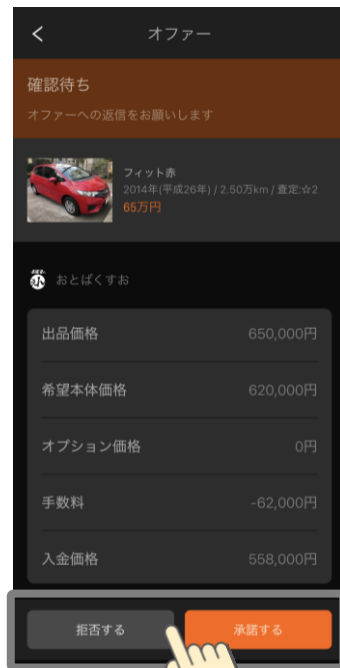 オファー
確認待ち
オファーへの返信をお願いします
フィット赤
2014年(平成26年) / 2.50万km / 査定:☆2
65万円
おとばくすお
出品価格 650,000円
希望本体価格 620,000円
オプション価格 0円
手数料 -62,000円
入金価格 558,000円
拒否する 承諾する